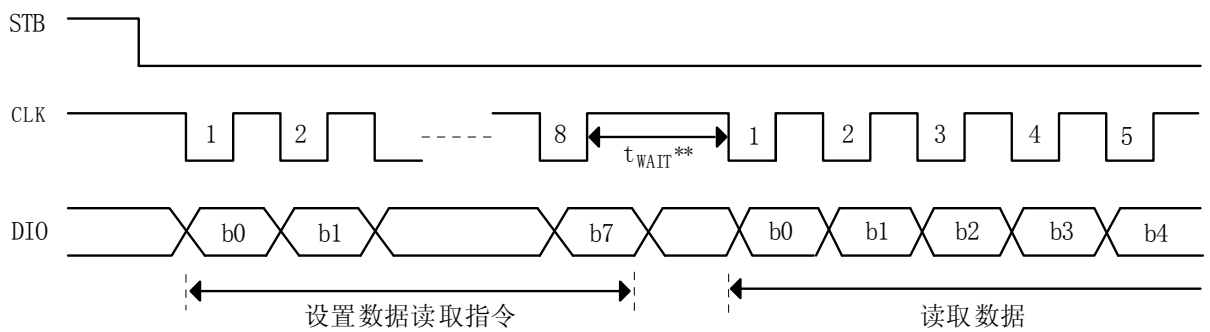 STB
CLK 1 2 8 1 2 3 4 5
tWAIT**
DIO b0 b1 b7 b0 b1 b2 b3 b4
设置数据读取指令 读取数据